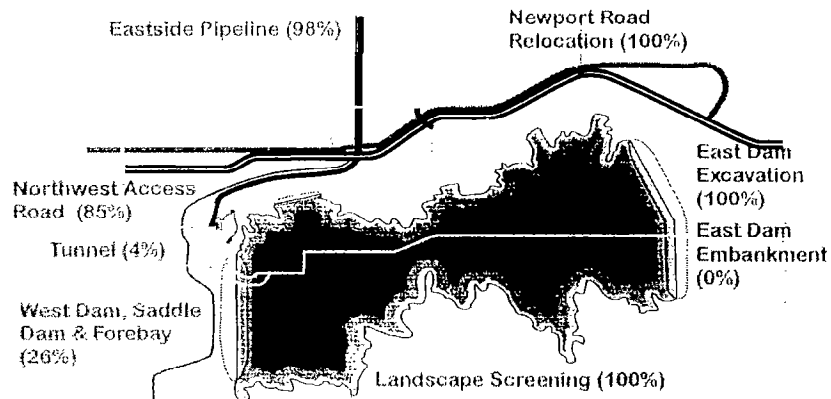 Eastside Pipeline (98%)
Newport Road
Relocation (100%)
Northwest Access
Road (85%)
Tunnel (4%)
West Dam, Saddle
Dam & Forebay
(26%)
East Dam
Excavation
(100%)
East Dam
Embankment
(0%)
Landscape Screening (100%)